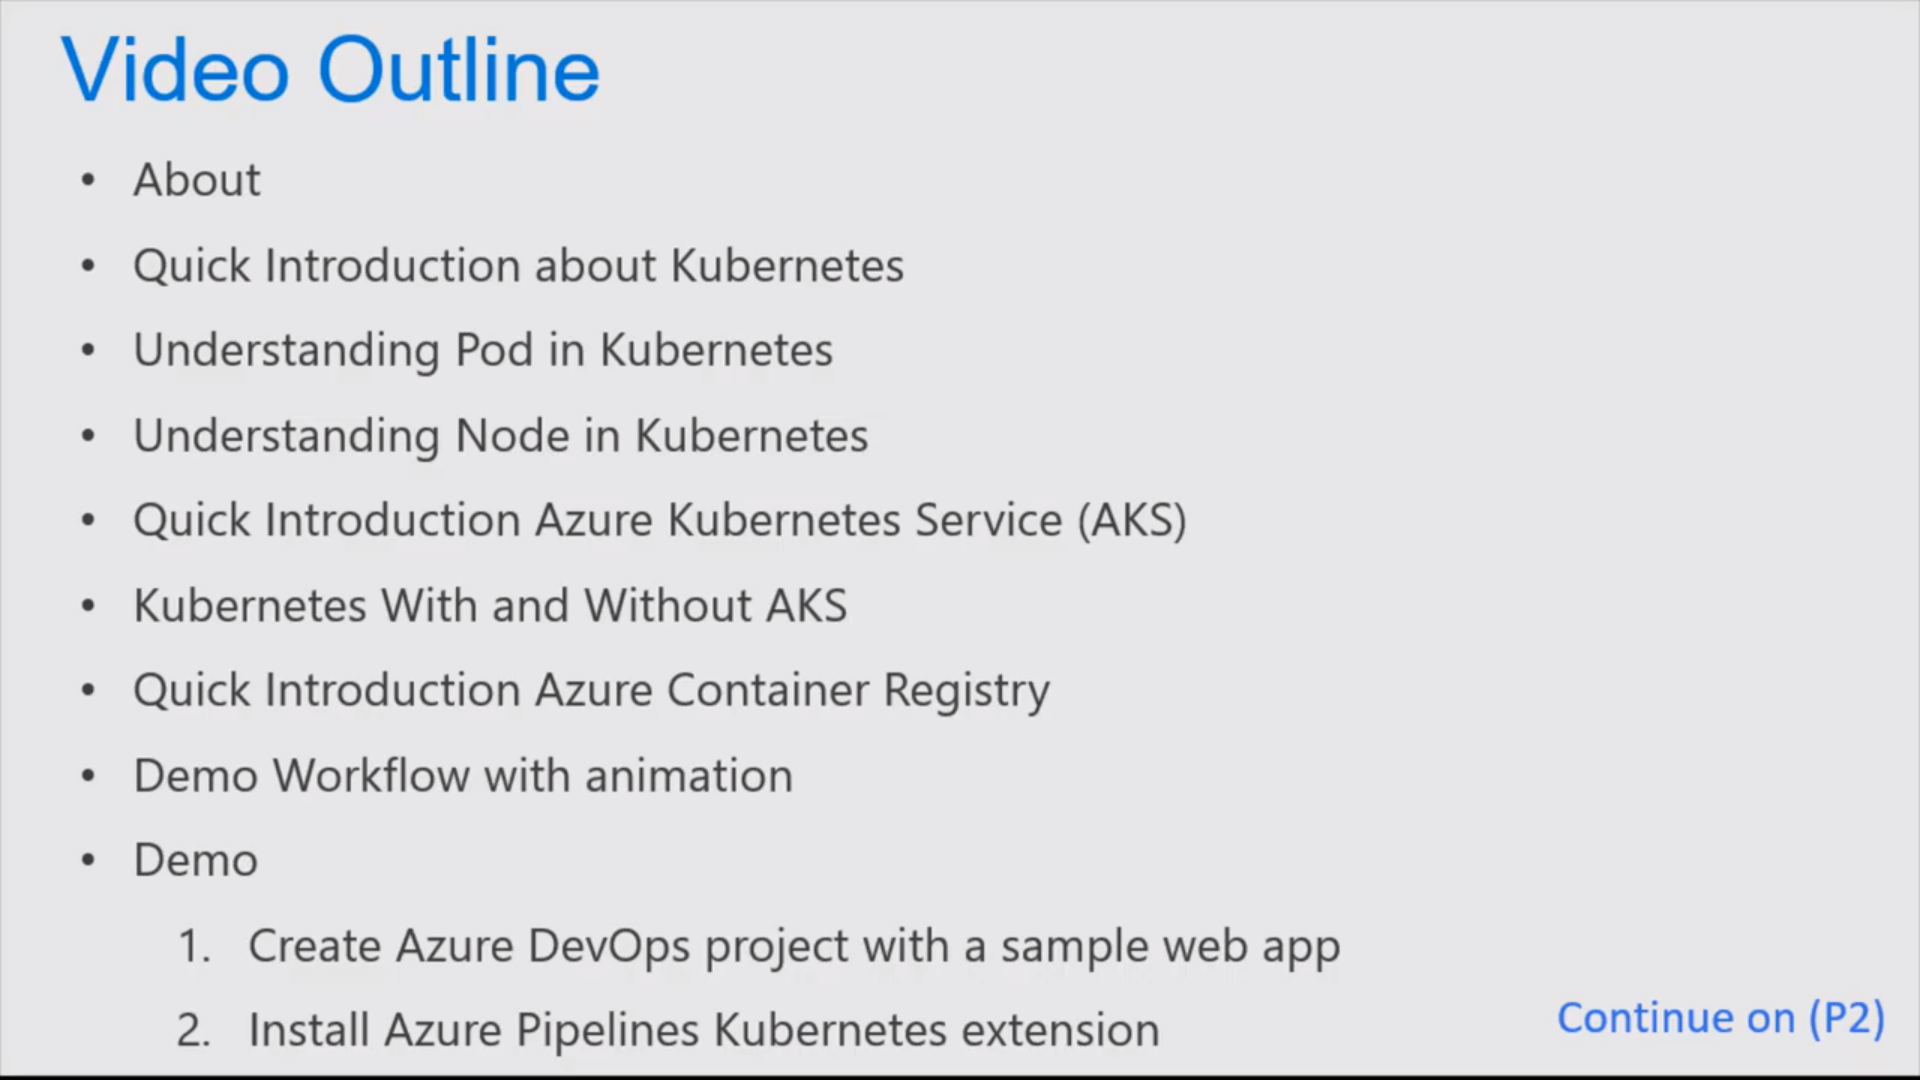 Video Outline
• About
• Quick Introduction about Kubernetes
• Understanding Pod in Kubernetes
• Understanding Node in Kubernetes
• Quick Introduction Azure Kubernetes Service (AKS)
• Kubernetes With and Without AKS
• Quick Introduction Azure Container Registry
• Demo Workflow with animation
• Demo
1. Create Azure DevOps project with a sample web app
2. Install Azure Pipelines Kubernetes extension
Continue on (P2)